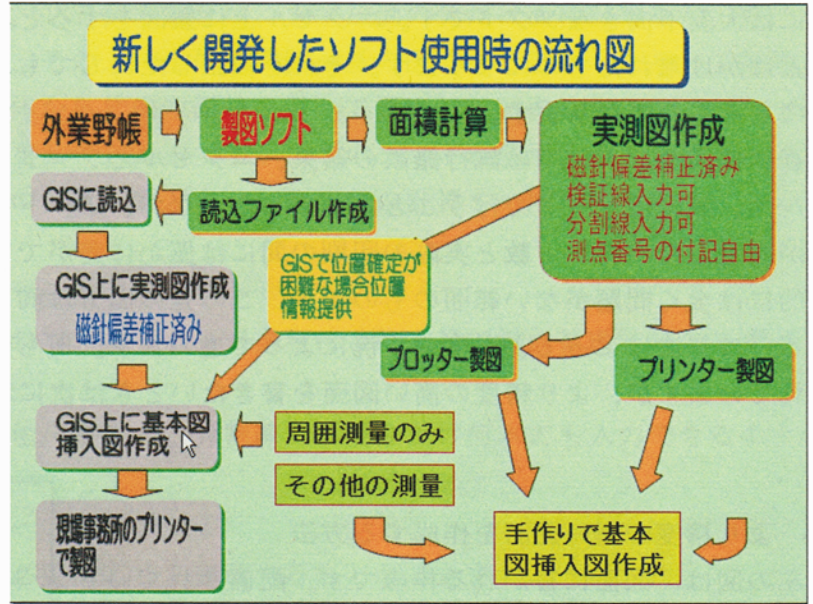 新しく開発したソフト使用時の流れ図
外業野帳
製図ソフト
面積計算
実測図作成
磁針偏差補正済み
検証線入力可
分割線入力可
測点番号の付記自由
GISに読込
読込ファイル作成
GIS上に実測図作成
磁針偏差補正済み
GISで位置確定が
困難な場合位置
情報提供
プロッター製図
プリンター製図
GIS上に基本図
挿入図作成
周囲測量のみ
その他の測量
現場事務所のプリンター
で製図
手作りで基本
図挿入図作成